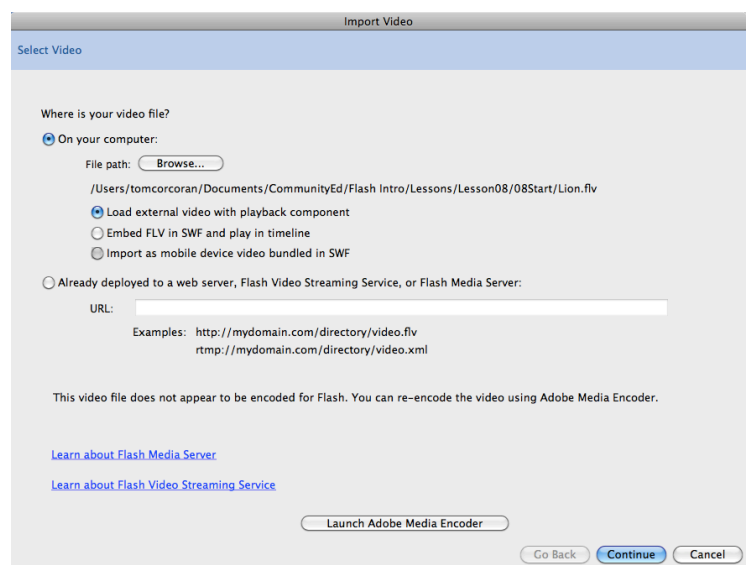 Import Video
Select Video
Where is your video file?
On your computer:
File path: Browse...
/Users/tomcorcoran/Documents/CommunityEd/Flash Intro/Lessons/Lesson08/08Start/Lion.flv
Load external video with playback component
Embed FLV in SWF and play in timeline
Import as mobile device video bundled in SWF
Already deployed to a web server, Flash Video Streaming Service, or Flash Media Server:
URL:
Examples: http://mydomain.com/directory/video.flv
rtmp://mydomain.com/directory/video.xml
This video file does not appear to be encoded for Flash. You can re-encode the video using Adobe Media Encoder.
Learn about Flash Media Server
Learn about Flash Video Streaming Service
Launch Adobe Media Encoder
Go Back Continue Cancel